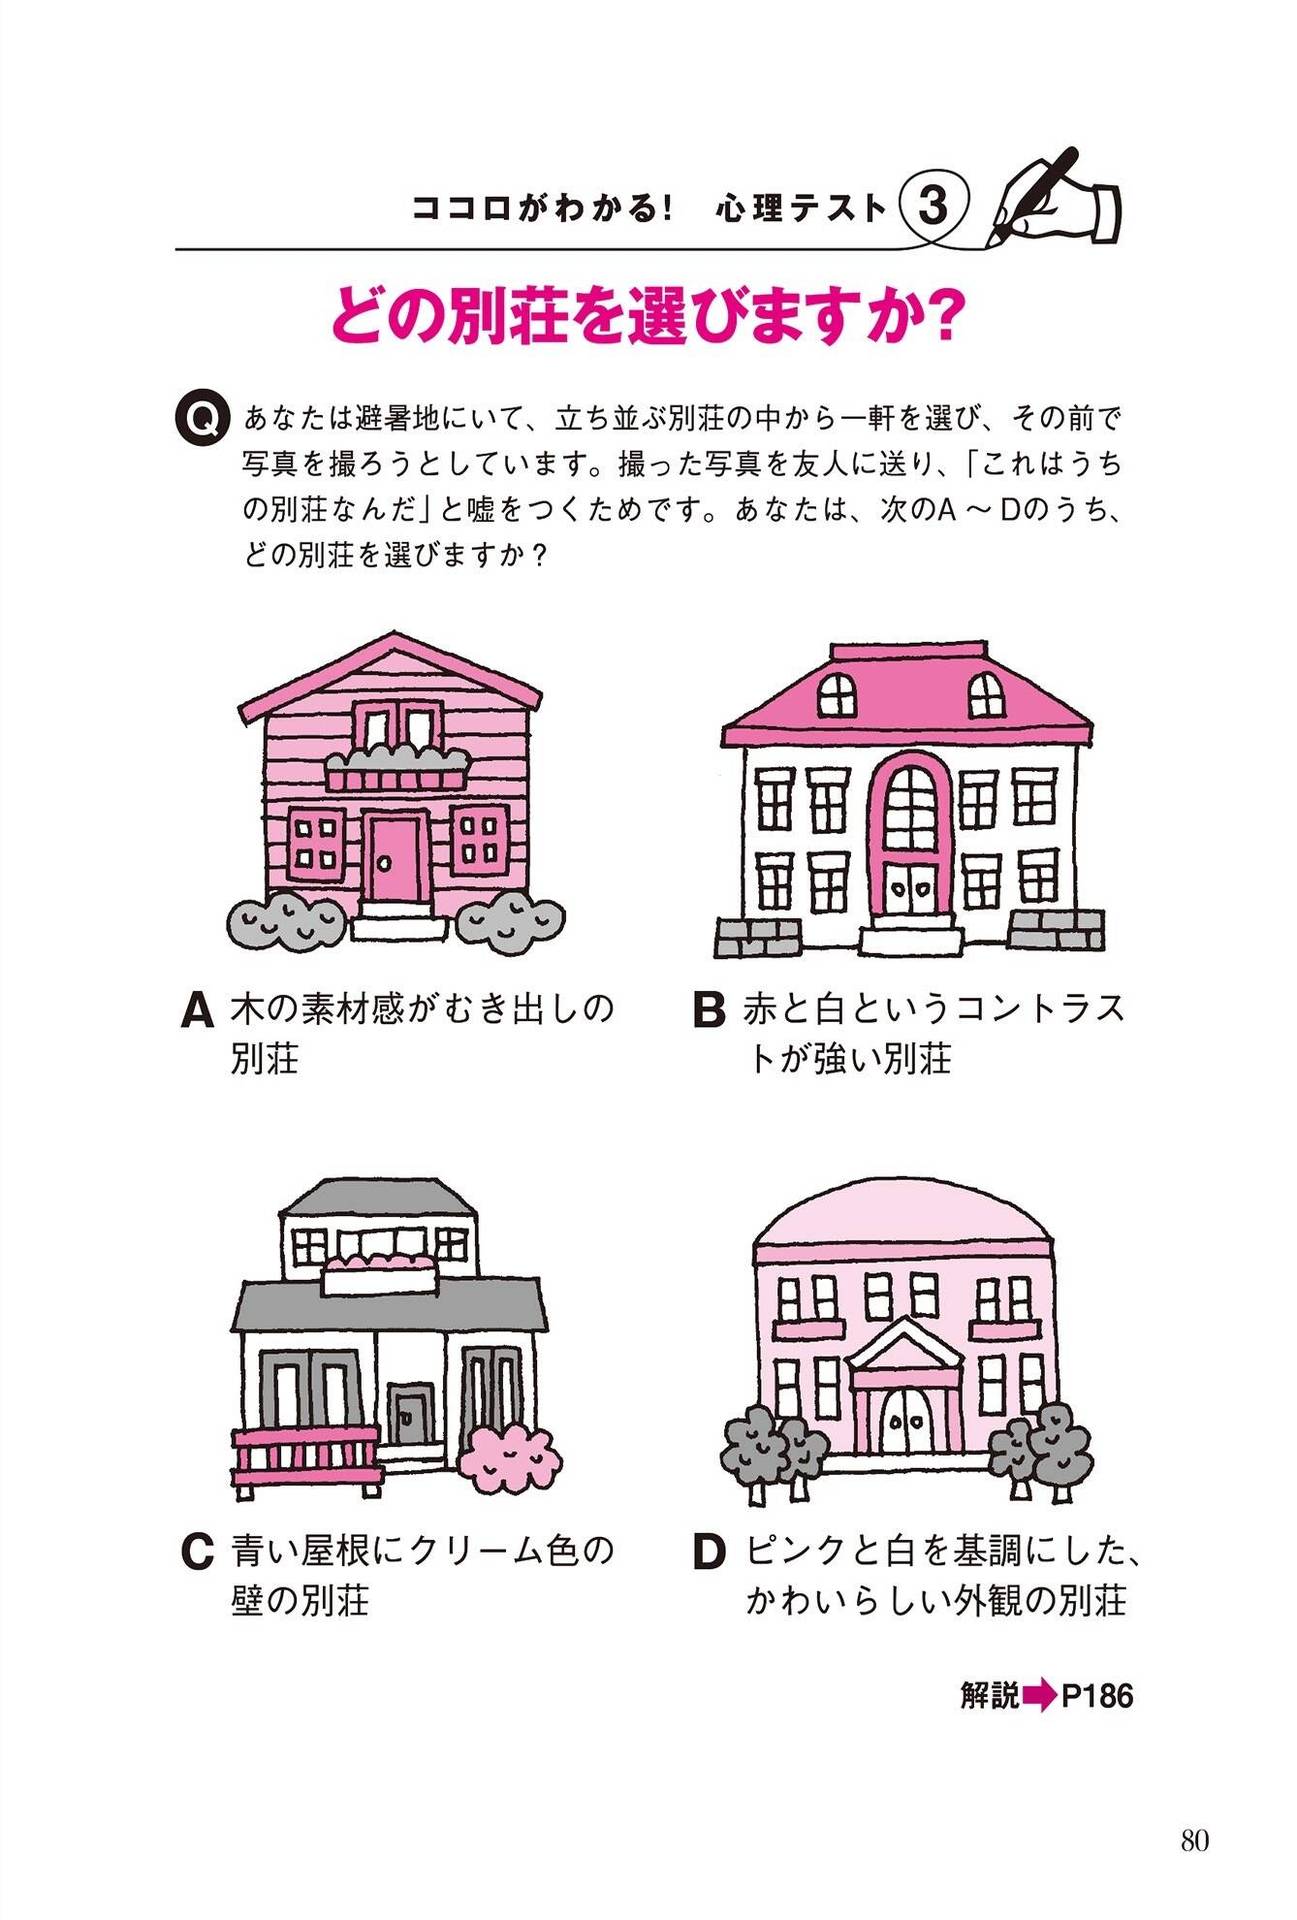 ココロがわかる! 心理テスト 3
どの別荘を選びますか?
Q あなたは避暑地にいて、立ち並ぶ別荘の中から一軒を選び、その前で
写真を撮ろうとしています。撮った写真を友人に送り、「これはうち
の別荘なんだ」と嘘をつくためです。あなたは、次のA～Dのうち、
どの別荘を選びますか?
A 木の素材感がむき出しの
別荘
B 赤と白というコントラス
トが強い別荘
C 青い屋根にクリーム色の
壁の別荘
D ピンクと白を基調にした、
かわいらしい外観の別荘
解説➡P186
80